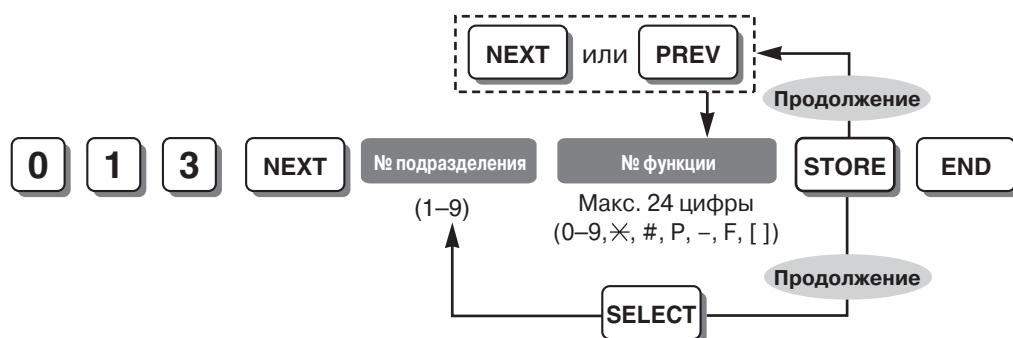 NEXT или PREV
Продолжение
0 1 3 NEXT № подразделения № функции STORE END
(1–9)
Макс. 24 цифры
(0–9, ✕, #, P, –, F, [ ])
Продолжение
SELECT